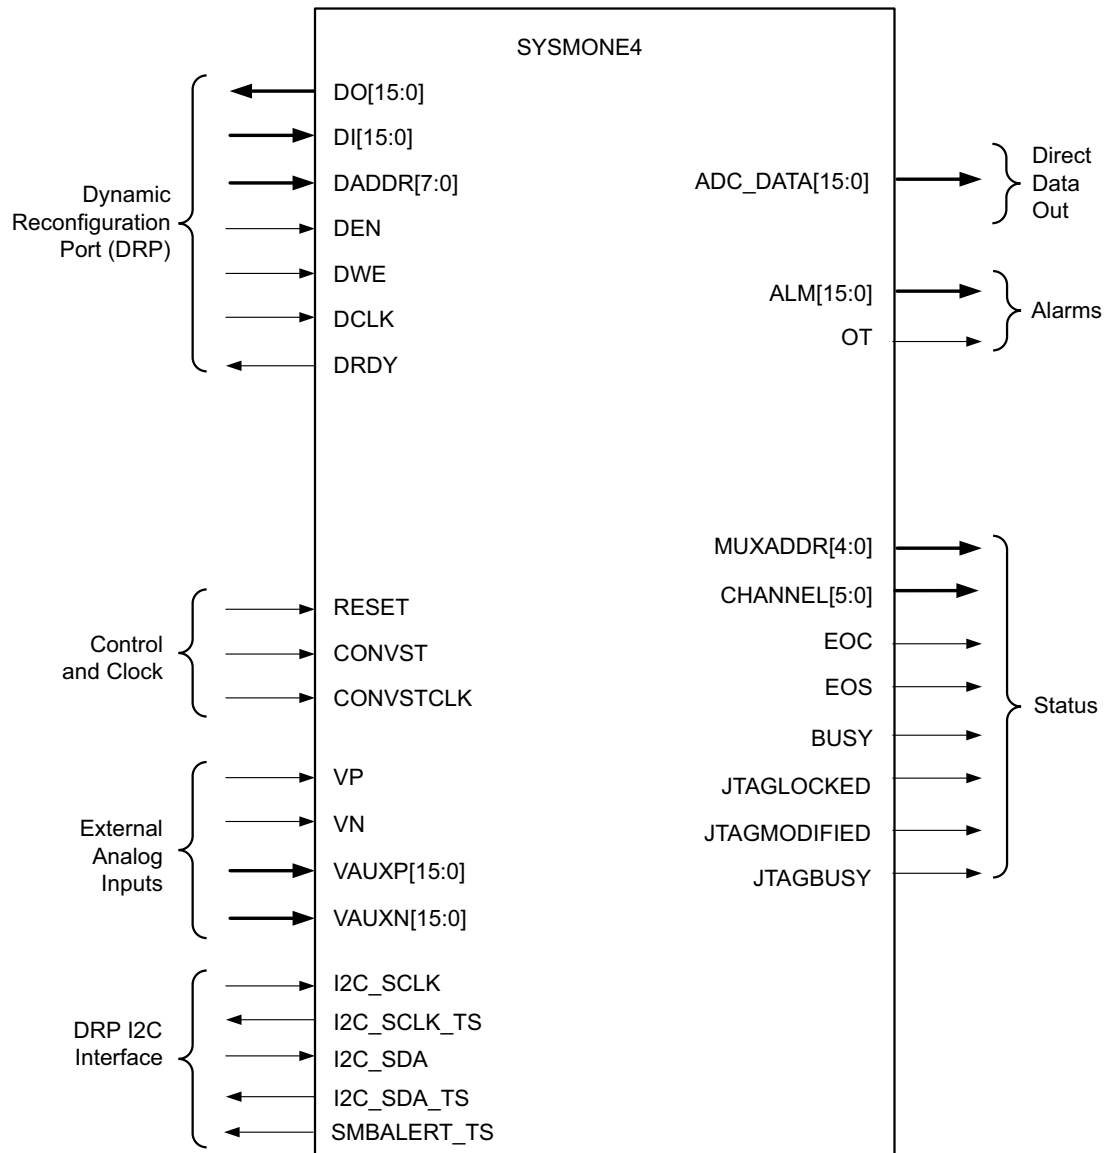 SYSMONE4
Dynamic
Reconfiguration
Port (DRP)
DO[15:0]
DI[15:0]
DADDR[7:0]
DEN
DWE
DCLK
DRDY
Control
and Clock
RESET
CONVST
CONVSTCLK
External
Analog
Inputs
VP
VN
VAUXP[15:0]
VAUXN[15:0]
DRP I2C
Interface
I2C_SCLK
I2C_SCLK_TS
I2C_SDA
I2C_SDA_TS
SMBALERT_TS
ADC_DATA[15:0]
Direct
Data
Out
ALM[15:0]
OT
Alarms
MUXADDR[4:0]
CHANNEL[5:0]
EOC
EOS
BUSY
JTAGLOCKED
JTAGMODIFIED
JTAGBUSY
Status